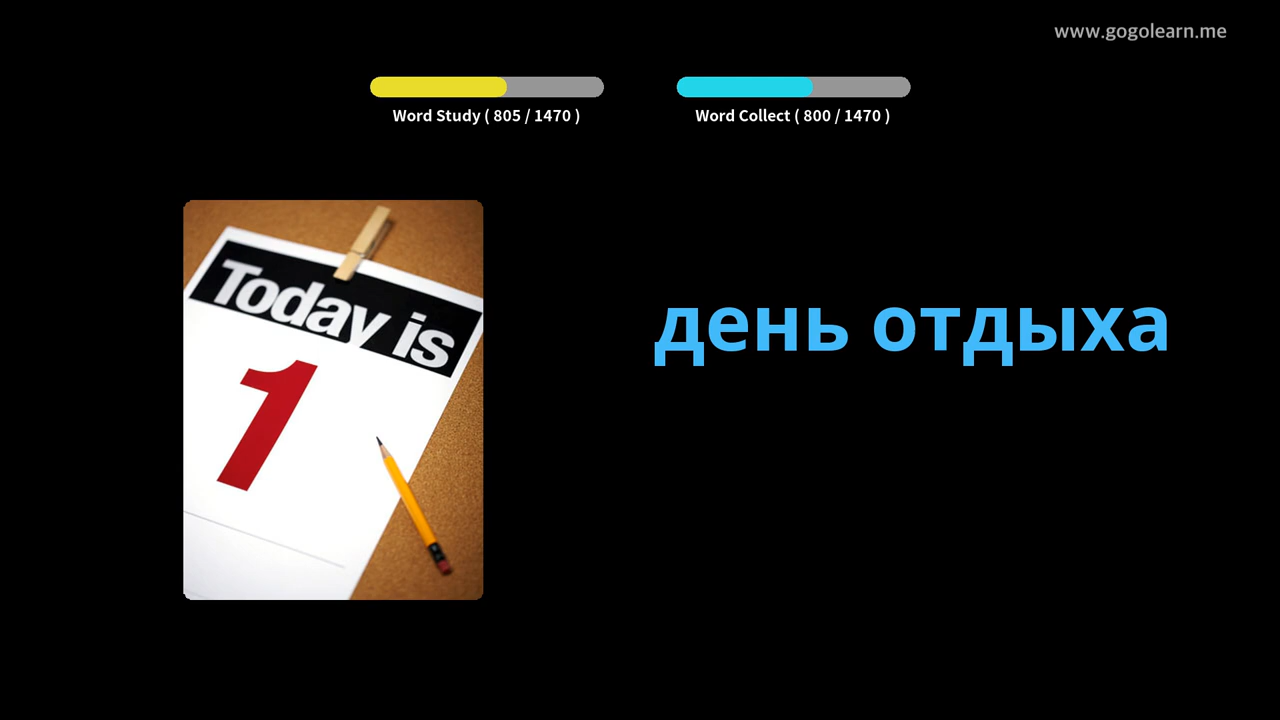 www.gogolearn.me
Word Study ( 805 / 1470 )
Word Collect ( 800 / 1470 )
Today is
1
день отдыха